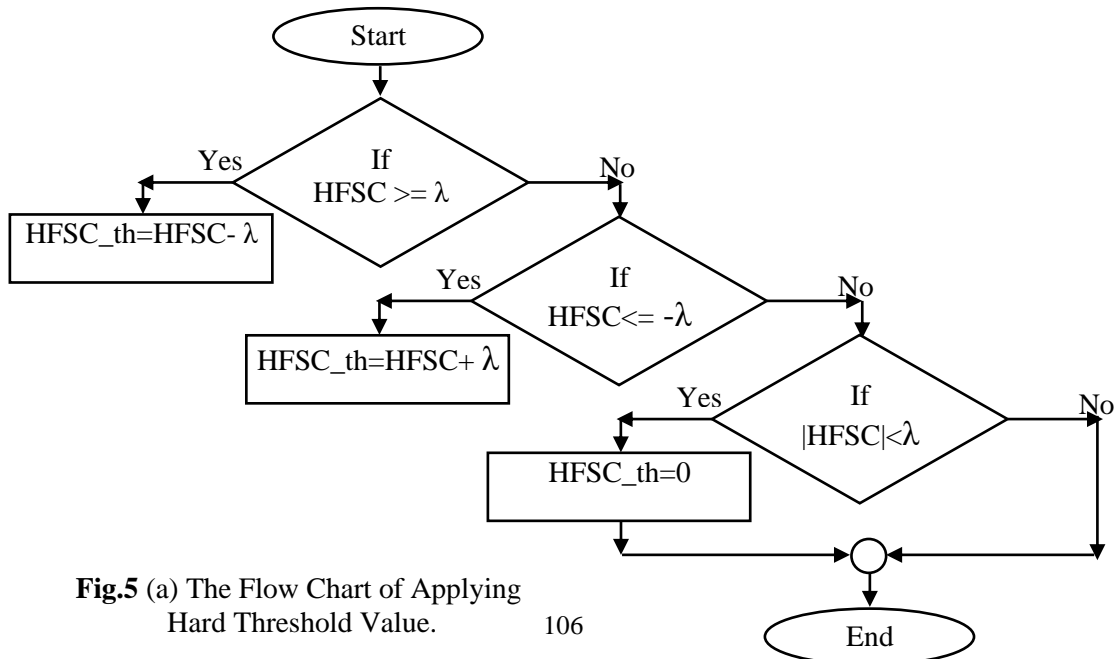 Start
If
HFSC >= λ
Yes
No
HFSC_th=HFSC- λ
If
HFSC<= -λ
Yes
No
HFSC_th=HFSC+ λ
If
|HFSC|<λ
Yes
No
HFSC_th=0
Fig.5 (a) The Flow Chart of Applying
Hard Threshold Value.
106
End